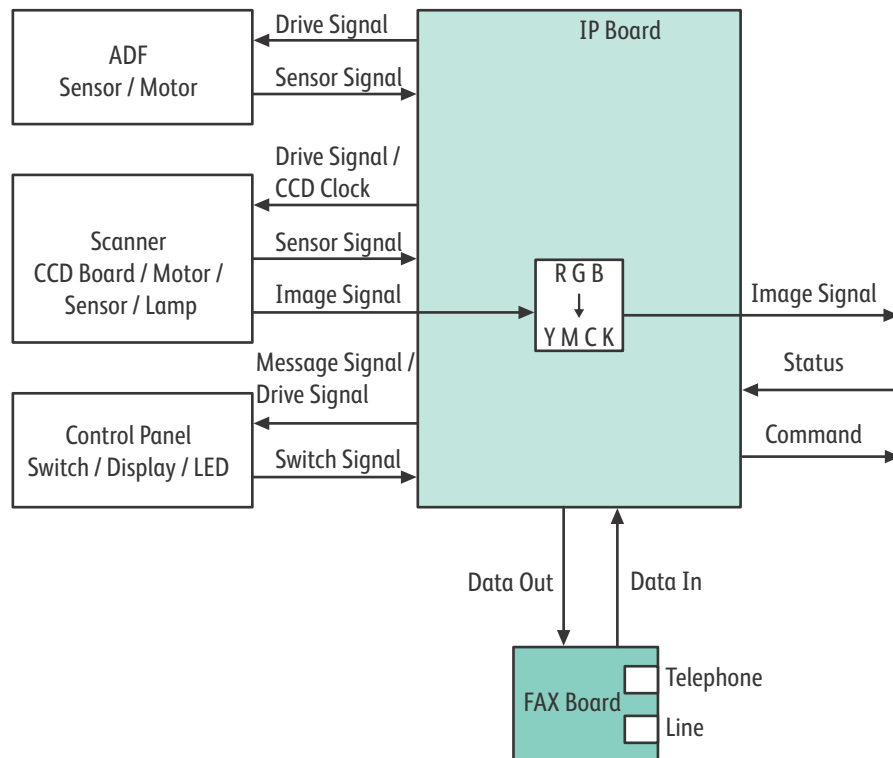 Drive Signal
IP Board
ADF
Sensor / Motor
Sensor Signal
Drive Signal /
CCD Clock
Scanner
CCD Board / Motor /
Sensor / Lamp
Sensor Signal
Image Signal
R G B
Y M C K
Image Signal
Status
Command
Message Signal /
Drive Signal
Control Panel
Switch / Display / LED
Switch Signal
Data Out
Data In
FAX Board
Telephone
Line